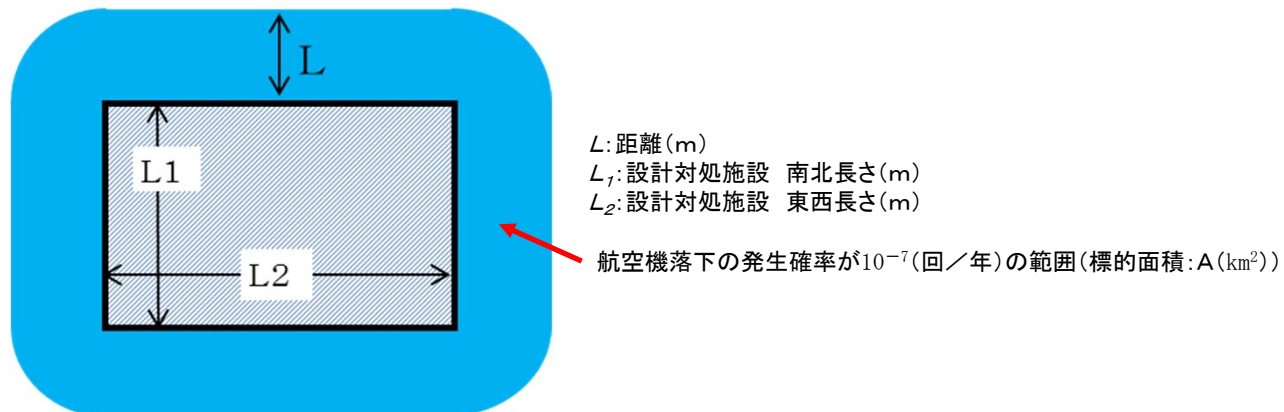 L
L1
L2
L:距離(m)
L₁:設計対処施設 南北長さ(m)
L₂:設計対処施設 東西長さ(m)
航空機落下の発生確率が10⁻⁷(回/年)の範囲(標的面積:A(km²))